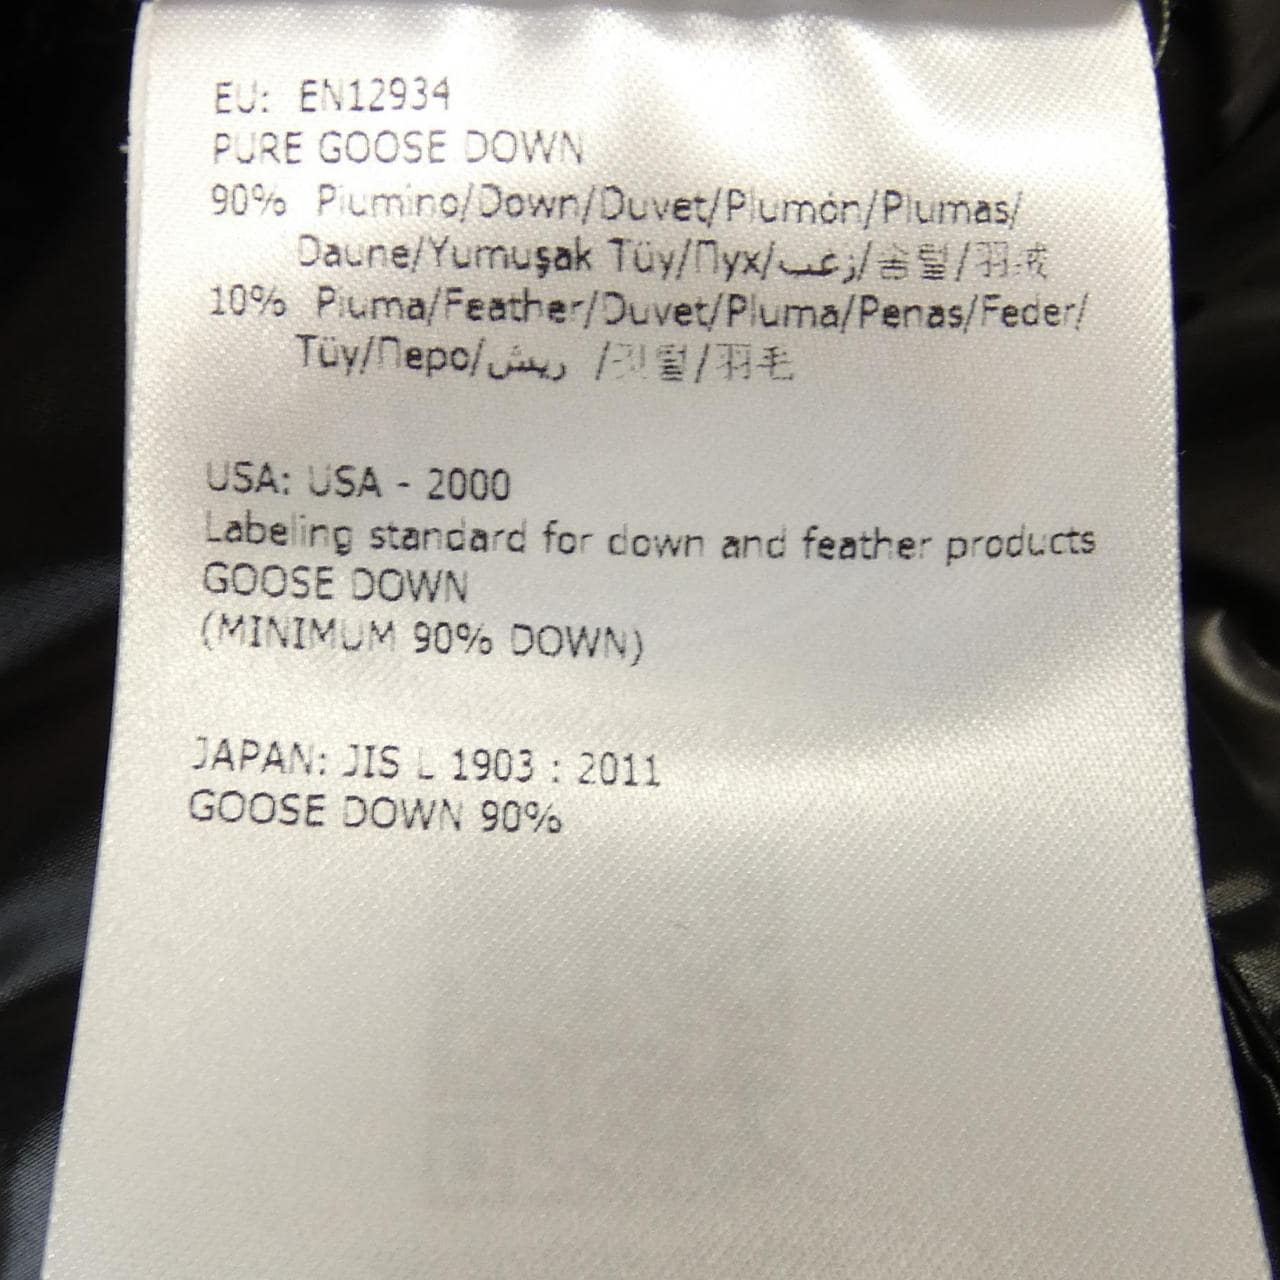 EU: EN12934
PURE GOOSE DOWN
90% Piumino/Down/Duvet/Plumón/Plumas/
Daune/Yumuşak Tüy/Пух/زغب/솜털/羽绒
10% Piuma/Feather/Duvet/Pluma/Penas/Feder/
Tüy/Перо/ريش /깃털/羽毛
USA: USA - 2000
Labeling standard for down and feather products
GOOSE DOWN
(MINIMUM 90% DOWN)
JAPAN: JIS L 1903 : 2011
GOOSE DOWN 90%